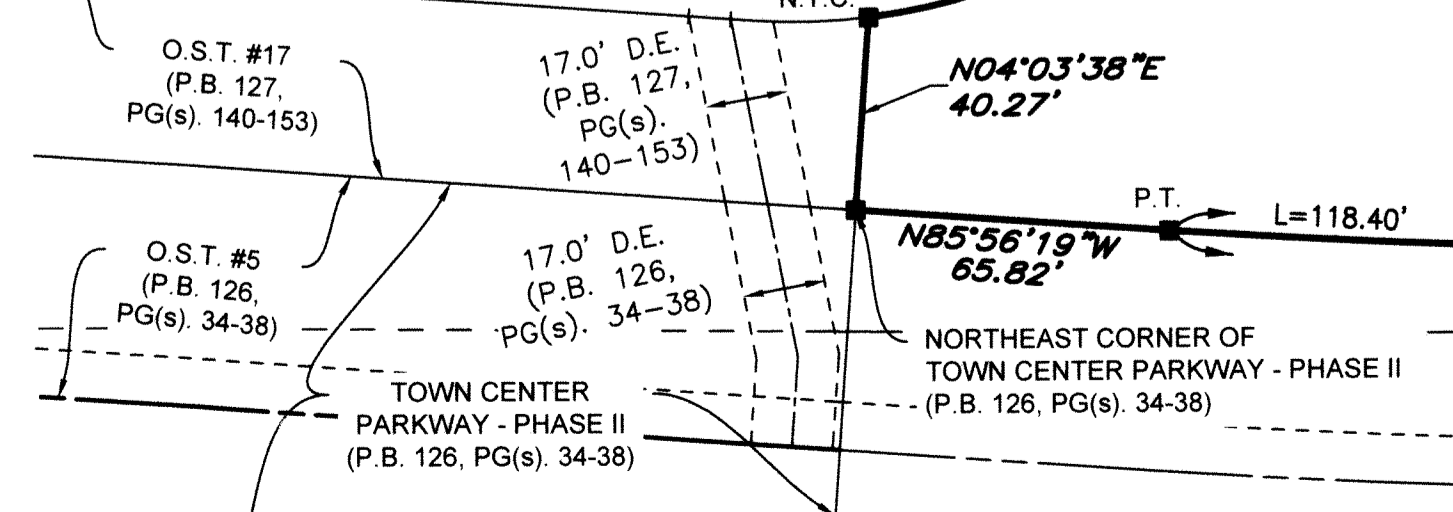 N.Y.C.
O.S.T. #17
(P.B. 127,
PG(s). 140-153)
17.0' D.E.
(P.B. 127,
PG(s).
140-153)
N04°03'38"E
40.27'
P.T.
L=118.40'
N85°56'19"W
65.82'
O.S.T. #5
(P.B. 126,
PG(s). 34-38)
17.0' D.E.
(P.B. 126,
PG(s). 34-38)
NORTHEAST CORNER OF
TOWN CENTER PARKWAY - PHASE II
(P.B. 126, PG(s). 34-38)
TOWN CENTER
PARKWAY - PHASE II
(P.B. 126, PG(s). 34-38)